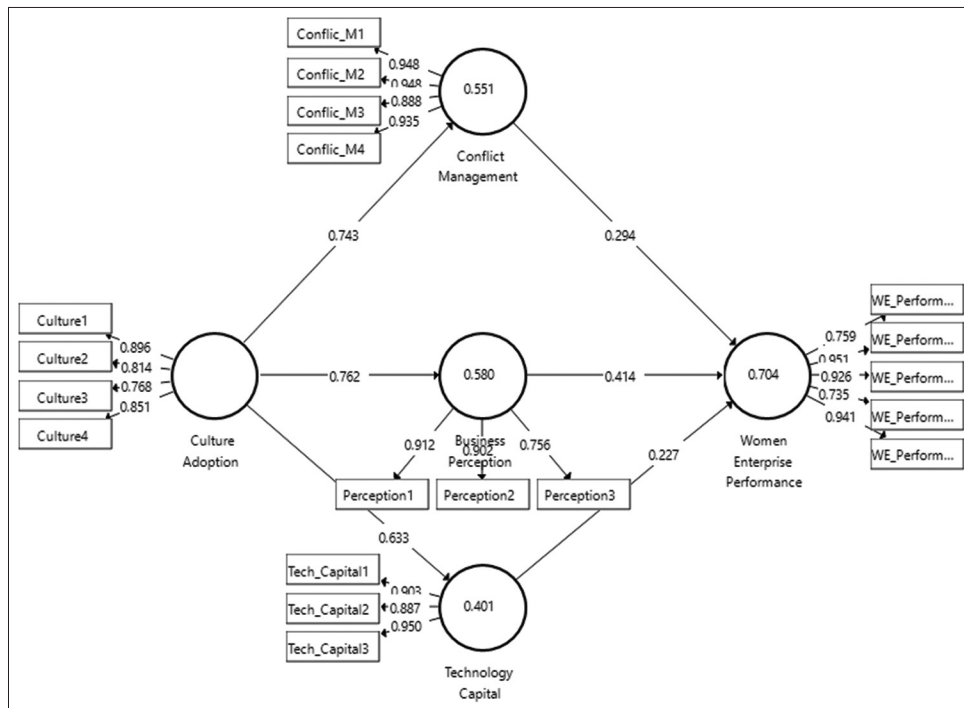 Conflic_M1
Conflic_M2
Conflic_M3
Conflic_M4
0.948
0.948
0.888
0.935
0.551
Conflict
Management
0.743
0.294
Culture1
Culture2
Culture3
Culture4
0.896
0.814
0.768
0.851
Culture
Adoption
0.762
0.580
Business
Perception
0.414
0.704
Women
Enterprise
Performance
0.759
0.951
0.926
0.735
0.941
WE_Perform...
WE_Perform...
WE_Perform...
WE_Perform...
WE_Perform...
0.912
0.902
0.756
Perception1
Perception2
Perception3
0.227
0.633
Tech_Capital1
Tech_Capital2
Tech_Capital3
0.903
0.887
0.950
0.401
Technology
Capital